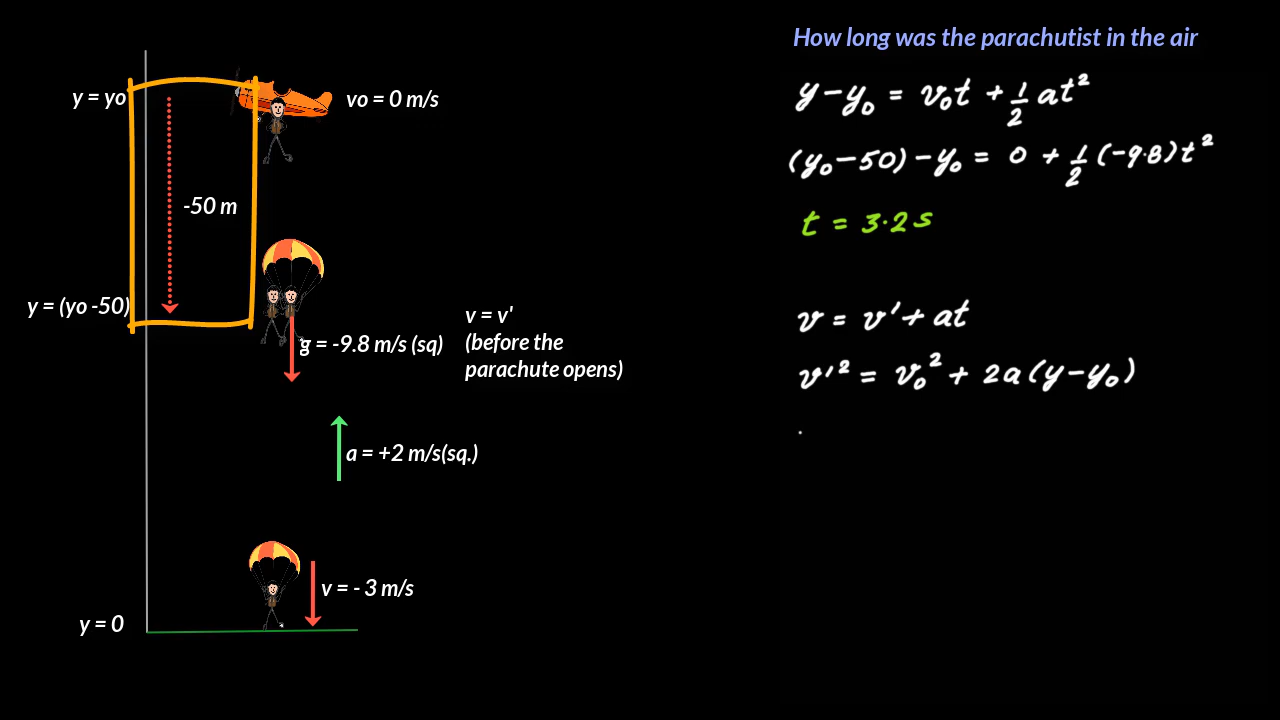 How long was the parachutist in the air
y = yo
vo = 0 m/s
-50 m
y = (yo -50)
g = -9.8 m/s (sq)
v = v'
(before the
parachute opens)
a = +2 m/s(sq.)
v = - 3 m/s
y = 0
y - y₀ = v₀t + ½ at²
(y₀ - 50) - y₀ = 0 + ½ (-9.8) t²
t = 3.2 s
v = v' + at
v'² = v₀² + 2a (y - y₀)